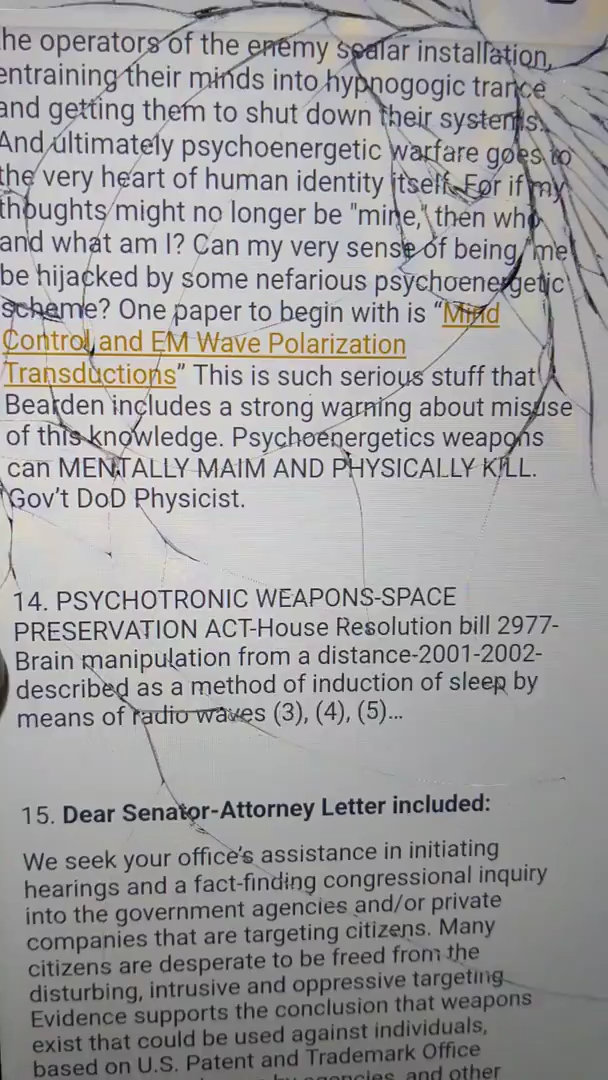 the operators of the enemy scalar installation,
entraining their minds into hypnogogic trance
and getting them to shut down their systems.
And ultimately psychoenergetic warfare goes to
the very heart of human identity itself. For if my
thoughts might no longer be "mine," then who
and what am I? Can my very sense of being "me"
be hijacked by some nefarious psychoenergetic
scheme? One paper to begin with is “Mind
Control and EM Wave Polarization
Transductions” This is such serious stuff that
Bearden includes a strong warning about misuse
of this knowledge. Psychoenergetics weapons
can MENTALLY MAIM AND PHYSICALLY KILL.
Gov’t DoD Physicist.
14. PSYCHOTRONIC WEAPONS-SPACE
PRESERVATION ACT-House Resolution bill 2977-
Brain manipulation from a distance-2001-2002-
described as a method of induction of sleep by
means of radio waves (3), (4), (5)...
15. Dear Senator-Attorney Letter included:
We seek your office’s assistance in initiating
hearings and a fact-finding congressional inquiry
into the government agencies and/or private
companies that are targeting citizens. Many
citizens are desperate to be freed from the
disturbing, intrusive and oppressive targeting
Evidence supports the conclusion that weapons
exist that could be used against individuals,
based on U.S. Patent and Trademark Office
agencies, and other